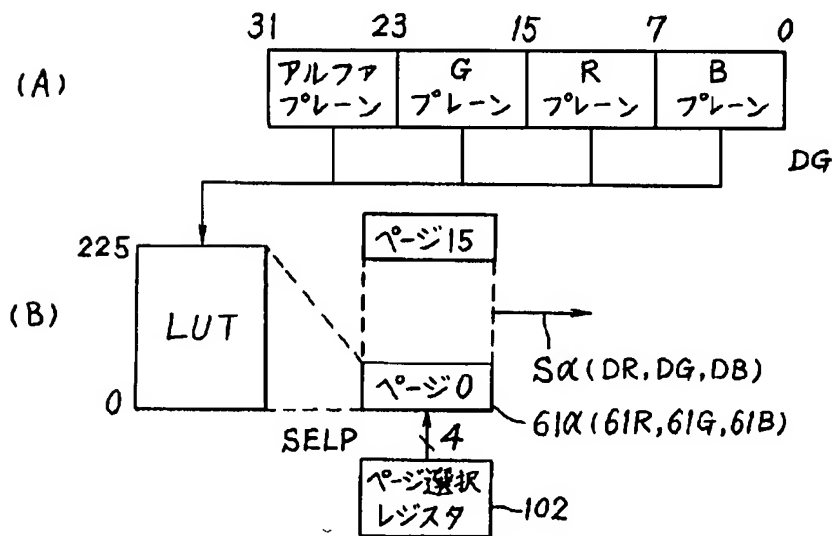 31 23 15 7 0
(A)
アルファ
プレーン
G
プレーン
R
プレーン
B
プレーン
DG
225
ページ15
(B)
LUT
Sα(DR,DG,DB)
ページ0
0
61α(61R,61G,61B)
SELP
4
ページ選択
レジスタ
102